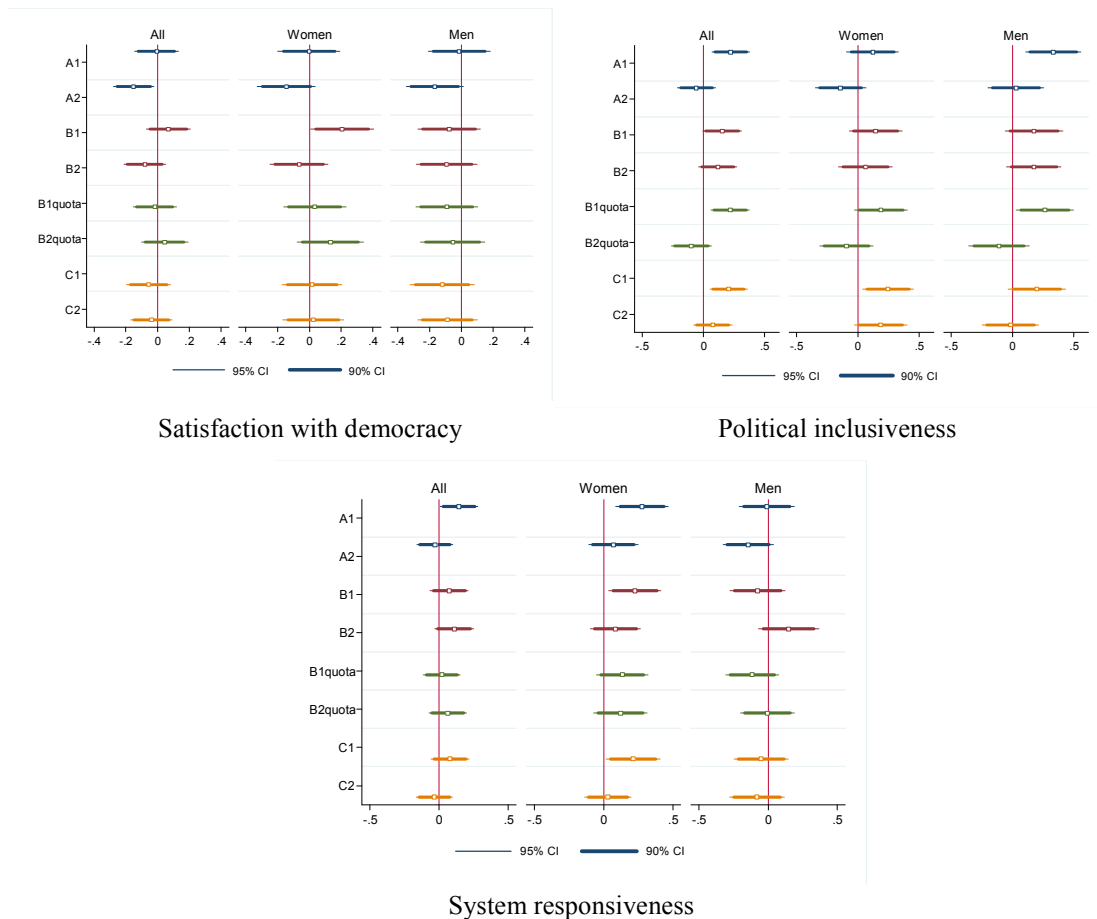 All Women Men
A1
A2
B1
B2
B1quota
B2quota
C1
C2
-.4 -.2 0 .2 .4 -.4 -.2 0 .2 .4 -.4 -.2 0 .2 .4
95% CI 90% CI
Satisfaction with democracy
All Women Men
A1
A2
B1
B2
B1quota
B2quota
C1
C2
-.5 0 .5 -.5 0 .5 -.5 0 .5
95% CI 90% CI
Political inclusiveness
All Women Men
A1
A2
B1
B2
B1quota
B2quota
C1
C2
-.5 0 .5 -.5 0 .5 -.5 0 .5
95% CI 90% CI
System responsiveness